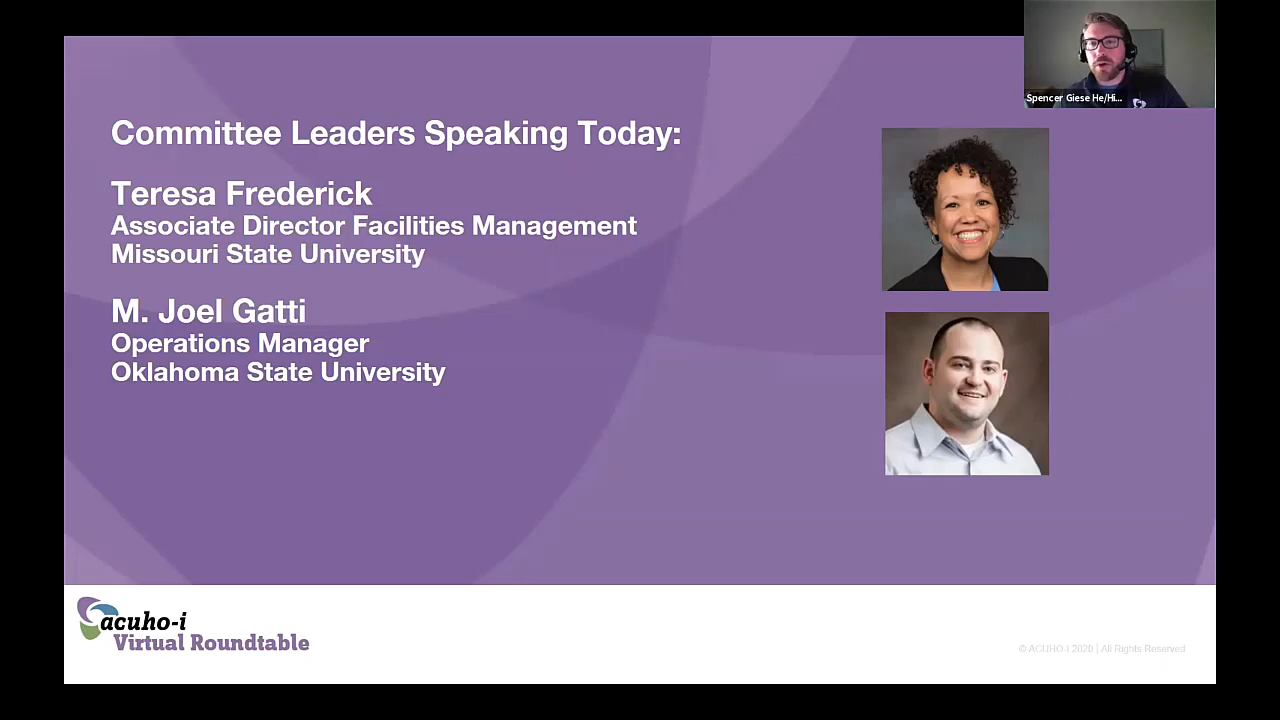 Spencer Giese He/Hi...
Committee Leaders Speaking Today:
Teresa Frederick
Associate Director Facilities Management
Missouri State University
M. Joel Gatti
Operations Manager
Oklahoma State University
acuho-i
Virtual Roundtable
© ACUHO-I 2020 | All Rights Reserved